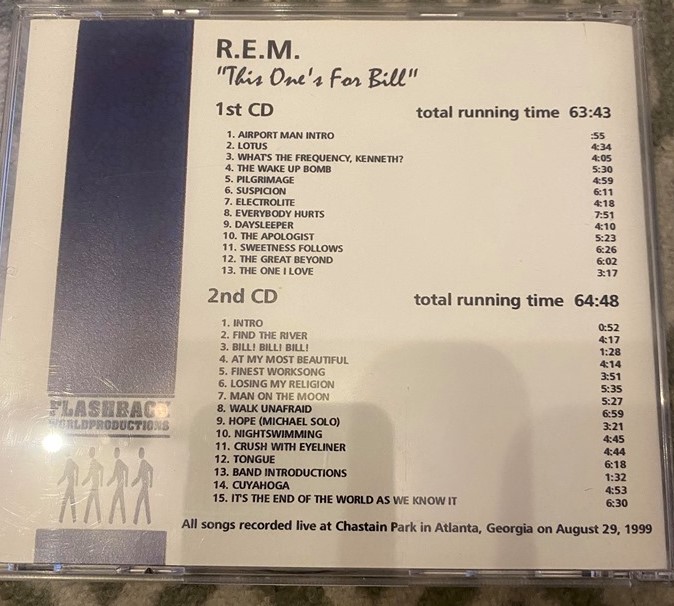 R.E.M.
"This One's For Bill"
1st CD total running time 63:43
1. AIRPORT MAN INTRO :55
2. LOTUS 4:34
3. WHAT'S THE FREQUENCY, KENNETH? 4:05
4. THE WAKE UP BOMB 5:30
5. PILGRIMAGE 4:59
6. SUSPICION 6:11
7. ELECTROLITE 4:18
8. EVERYBODY HURTS 7:51
9. DAYSLEEPER 4:10
10. THE APOLOGIST 5:23
11. SWEETNESS FOLLOWS 6:26
12. THE GREAT BEYOND 6:02
13. THE ONE I LOVE 3:17
2nd CD total running time 64:48
1. INTRO 0:52
2. FIND THE RIVER 4:17
3. BILL! BILL! BILL! 1:28
4. AT MY MOST BEAUTIFUL 4:14
5. FINEST WORKSONG 3:51
6. LOSING MY RELIGION 5:35
7. MAN ON THE MOON 5:27
8. WALK UNAFRAID 6:59
9. HOPE (MICHAEL SOLO) 3:21
10. NIGHTSWIMMING 4:45
11. CRUSH WITH EYELINER 4:44
12. TONGUE 6:18
13. BAND INTRODUCTIONS 1:32
14. CUYAHOGA 4:53
15. IT'S THE END OF THE WORLD AS WE KNOW IT 6:30
FLASHBACK
WORLDPRODUCTIONS
All songs recorded live at Chastain Park in Atlanta, Georgia on August 29, 1999